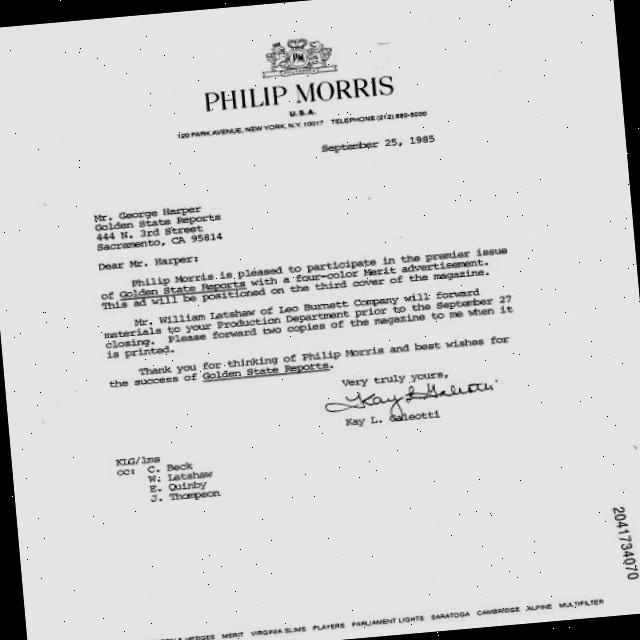 PM
PHILIP MORRIS
U.S.A.
120 PARK AVENUE, NEW YORK, N.Y. 10017 TELEPHONE (212) 880-5000
September 25, 1985
Mr. George Harper
Golden State Reports
444 N. 3rd Street
Sacramento, CA 95814
Dear Mr. Harper:
Philip Morris is pleased to participate in the premier issue
of Golden State Reports with a four-color Merit advertisement.
This ad will be positioned on the third cover of the magazine.
Mr. William Latshaw of Leo Burnett Company will forward
materials to your Production Department prior to the September 27
closing. Please forward two copies of the magazine to me when it
is printed.
Thank you for thinking of Philip Morris and best wishes for
the success of Golden State Reports.
Very truly yours,
Kay L Galeotti
Kay L. Galeotti
KLG/lms
cc: C. Beck
W. Latshaw
E. Quinby
J. Thompson
2041734070
HEDGES MERIT VIRGINIA SLIMS PLAYERS PARLIAMENT LIGHTS SARATOGA CAMBRIDGE ALPINE MULTIFILTER